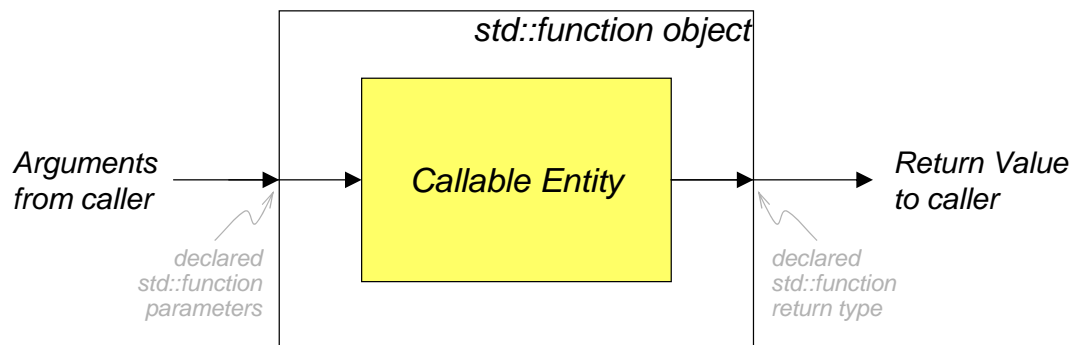 std::function object
Arguments
from caller
Callable Entity
Return Value
to caller
declared
std::function
parameters
declared
std::function
return type